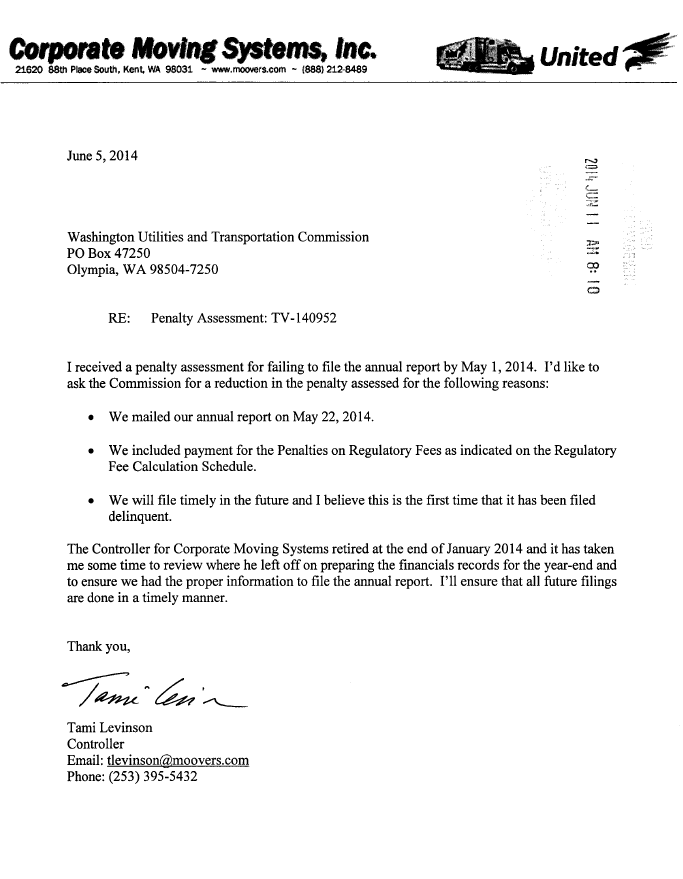 Corporate Moving Systems, Inc.
21620 88th Place South, Kent, WA 98031 ~ www.moovers.com ~ (888) 212-8489
United
June 5, 2014
2014 JUN 11 AM 8: 10
Washington Utilities and Transportation Commission
PO Box 47250
Olympia, WA 98504-7250
RE: Penalty Assessment: TV-140952
I received a penalty assessment for failing to file the annual report by May 1, 2014. I'd like to
ask the Commission for a reduction in the penalty assessed for the following reasons:
• We mailed our annual report on May 22, 2014.
• We included payment for the Penalties on Regulatory Fees as indicated on the Regulatory
Fee Calculation Schedule.
• We will file timely in the future and I believe this is the first time that it has been filed
delinquent.
The Controller for Corporate Moving Systems retired at the end of January 2014 and it has taken
me some time to review where he left off on preparing the financials records for the year-end and
to ensure we had the proper information to file the annual report. I'll ensure that all future filings
are done in a timely manner.
Thank you,
Tami Levin
Tami Levinson
Controller
Email: tlevinson@moovers.com
Phone: (253) 395-5432